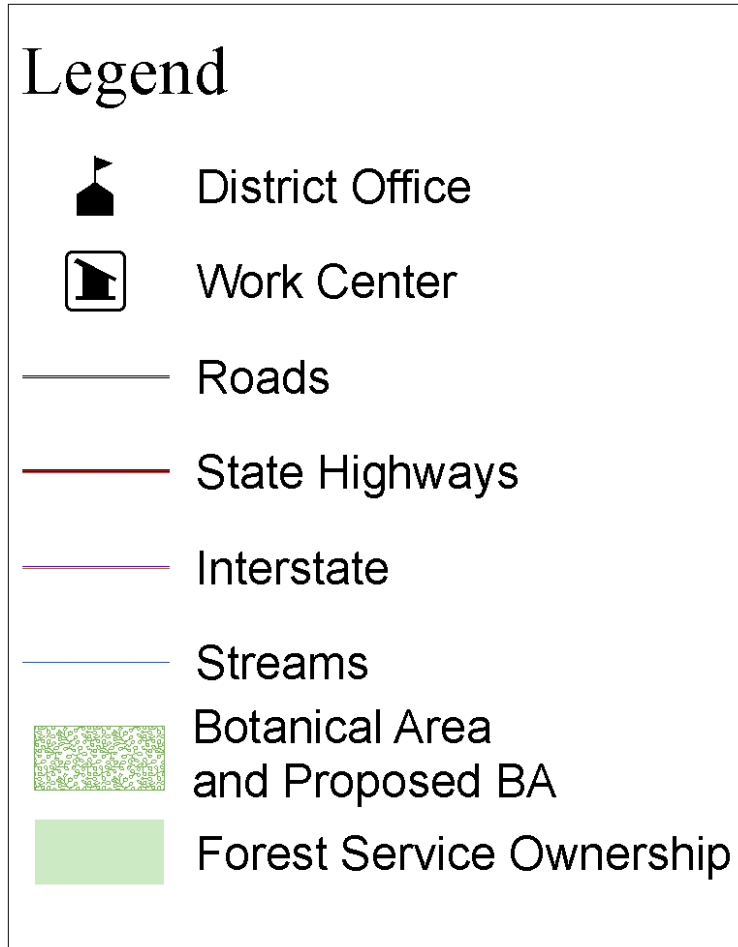 Legend
District Office
Work Center
Roads
State Highways
Interstate
Streams
Botanical Area
and Proposed BA
Forest Service Ownership